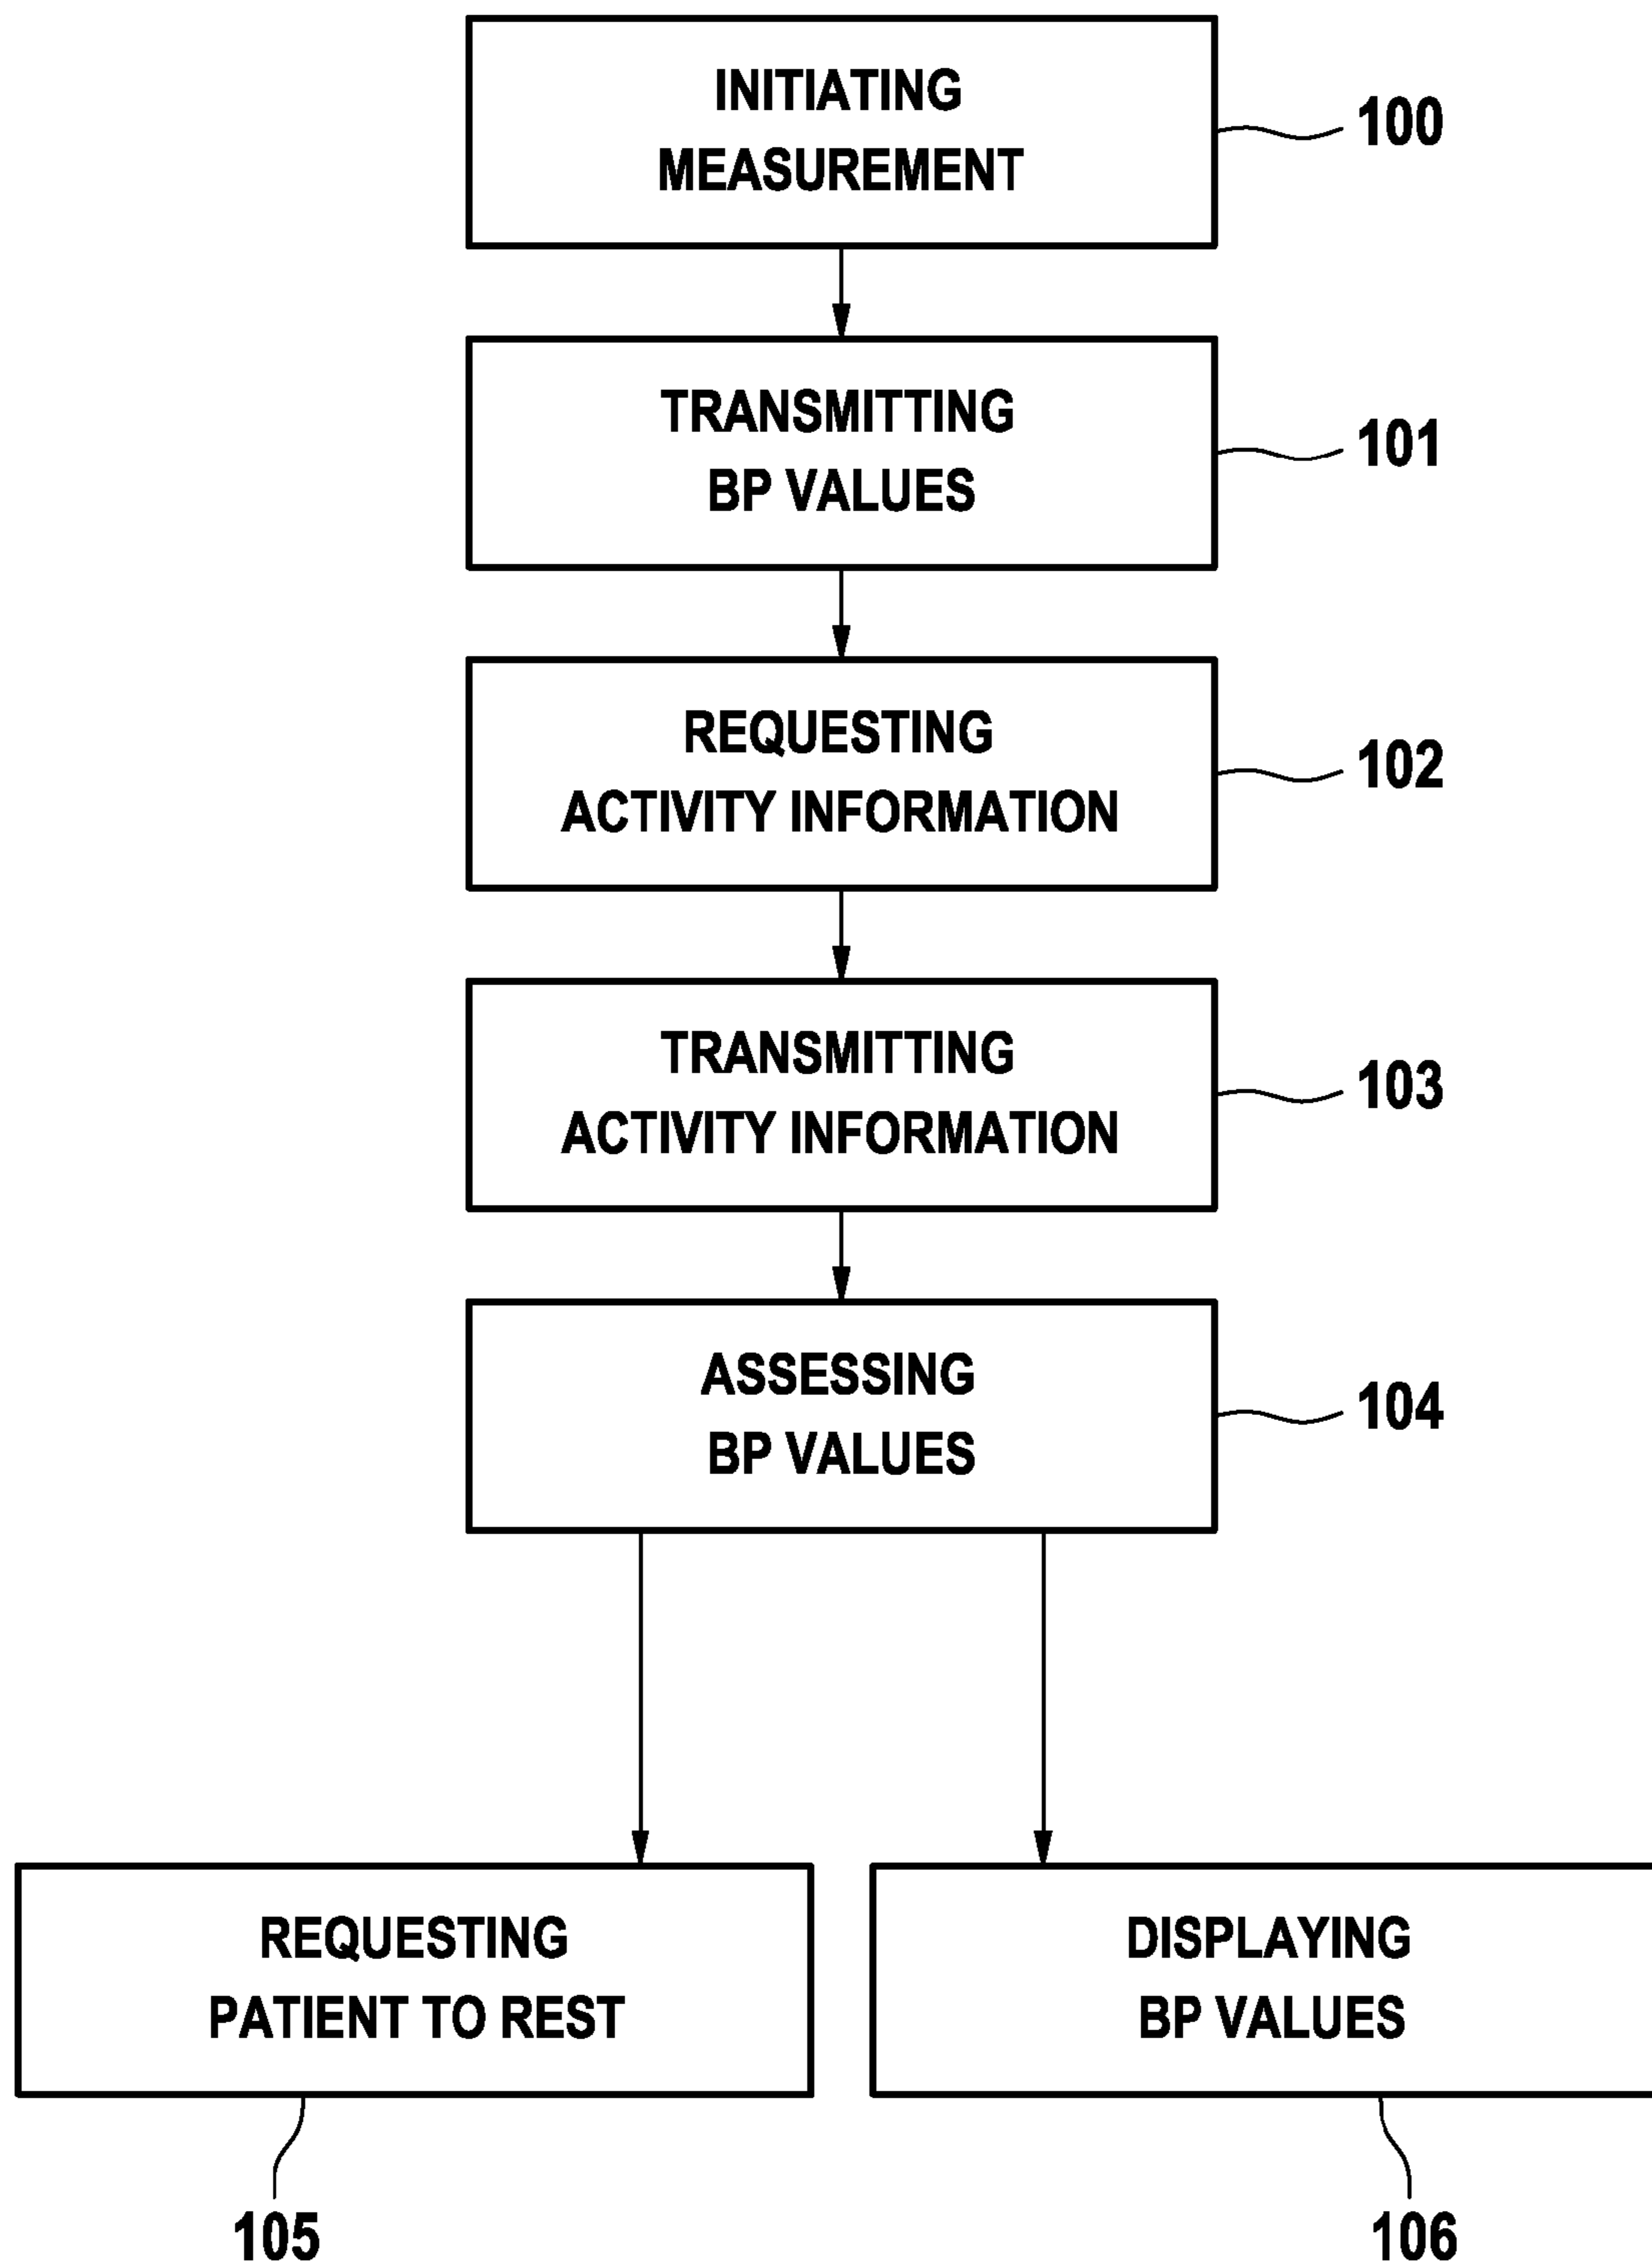 INITIATING
MEASUREMENT
100
TRANSMITTING
BP VALUES
101
REQUESTING
ACTIVITY INFORMATION
102
TRANSMITTING
ACTIVITY INFORMATION
103
ASSESSING
BP VALUES
104
REQUESTING
PATIENT TO REST
105
DISPLAYING
BP VALUES
106